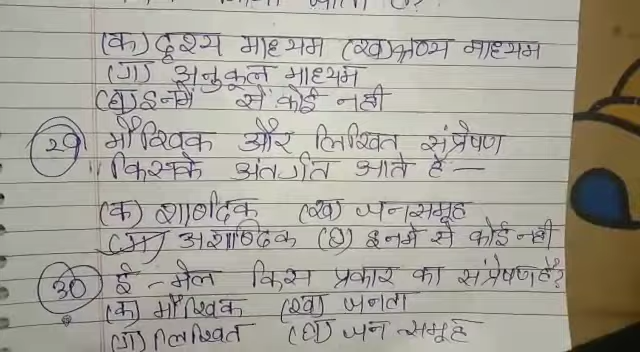 (क) दृश्य माध्यम (ख) श्रव्य माध्यम
(ग) अनुकूल माध्यम
(घ) इनमें से कोई नही
29 मौखिक और लिखित संप्रेषण
किसके अंतर्गत आते है —
(क) शाब्दिक (ख) जनसमूह
(ग) अशाब्दिक (घ) इनमे से कोई नही
30 ई - मेल किस प्रकार का संप्रेषण है?
(क) मौखिक (ख) जनता
(ग) लिखित (घ) जन समूह